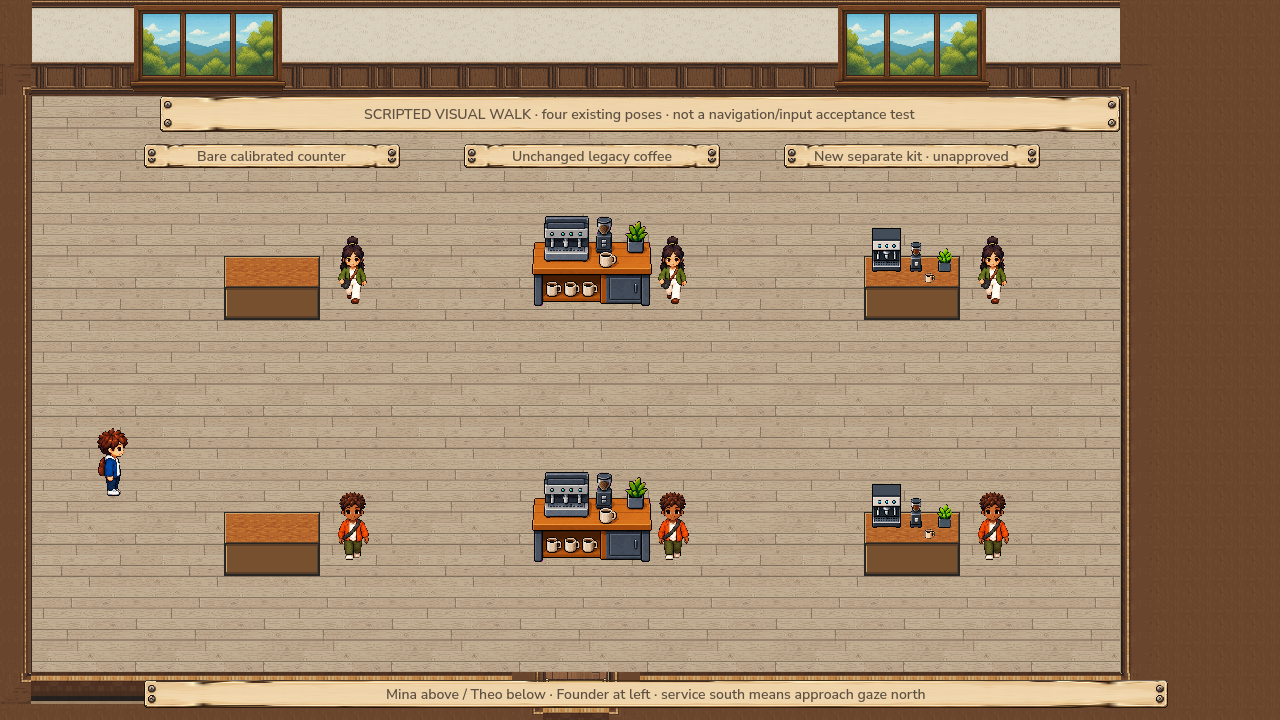 SCRIPTED VISUAL WALK · four existing poses · not a navigation/input acceptance test
Bare calibrated counter
Unchanged legacy coffee
New separate kit · unapproved
Mina above / Theo below · Founder at left · service south means approach gaze north